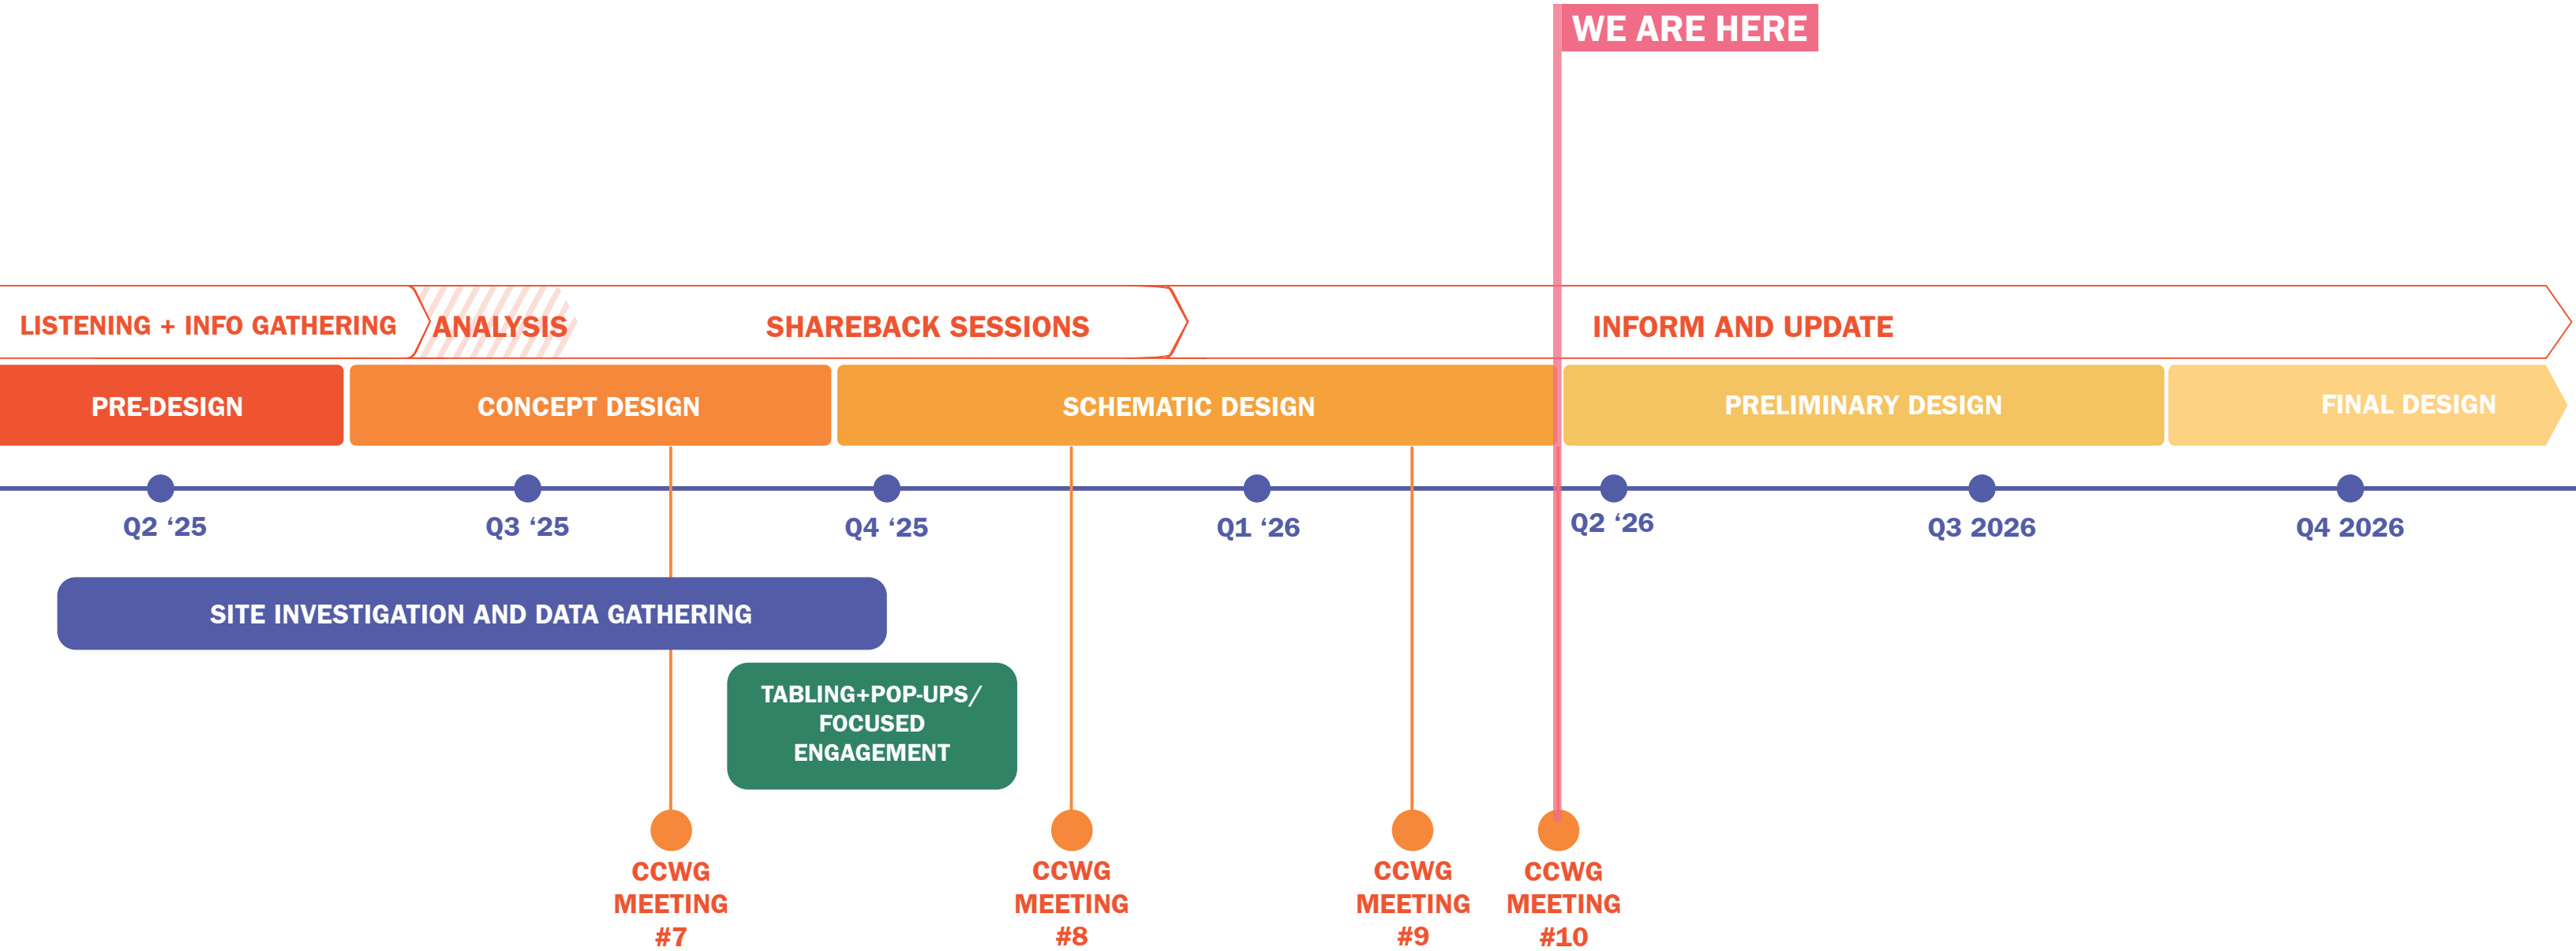 WE ARE HERE
LISTENING + INFO GATHERING
ANALYSIS
SHAREBACK SESSIONS
INFORM AND UPDATE
PRE-DESIGN
CONCEPT DESIGN
SCHEMATIC DESIGN
PRELIMINARY DESIGN
FINAL DESIGN
Q2 ‘25
Q3 ‘25
Q4 ‘25
Q1 ‘26
Q2 ‘26
Q3 2026
Q4 2026
SITE INVESTIGATION AND DATA GATHERING
TABLING+POP-UPS/
FOCUSED
ENGAGEMENT
CCWG
MEETING
#7
CCWG
MEETING
#8
CCWG
MEETING
#9
CCWG
MEETING
#10